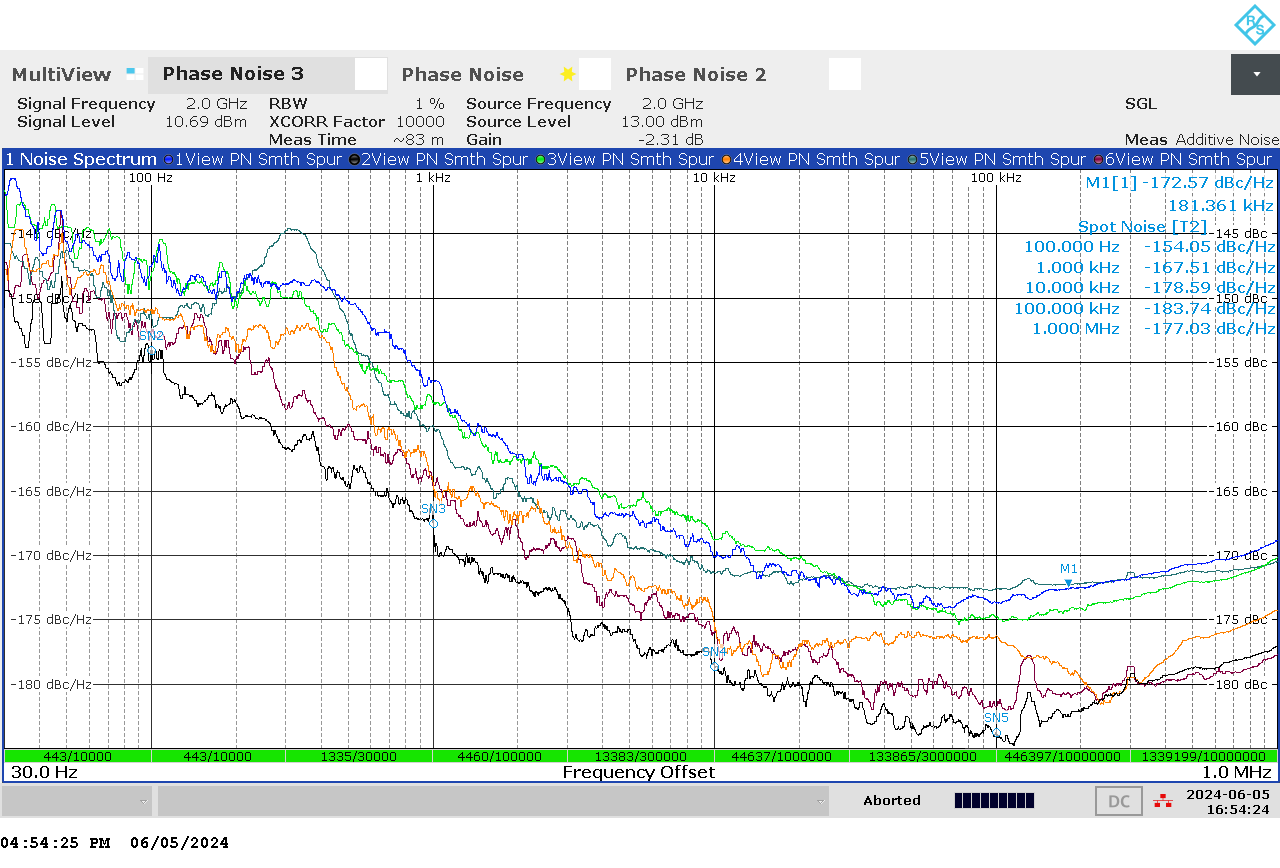 R S
MultiView Phase Noise 3 Phase Noise Phase Noise 2
Signal Frequency 2.0 GHz RBW 1 % Source Frequency 2.0 GHz SGL
Signal Level 10.69 dBm XCORR Factor 10000 Source Level 13.00 dBm
Meas Time ~83 m Gain -2.31 dB Meas Additive Noise
1 Noise Spectrum 1View PN Smth Spur 2View PN Smth Spur 3View PN Smth Spur 4View PN Smth Spur 5View PN Smth Spur 6View PN Smth Spur
100 Hz 1 kHz 10 kHz 100 kHz
M1[1] -172.57 dBc/Hz
181.361 kHz
Spot Noise [T2]
-145 dBc/Hz -145 dBc
100.000 Hz -154.05 dBc/Hz
1.000 kHz -167.51 dBc/Hz
10.000 kHz -178.59 dBc/Hz
-150 dBc/Hz -150 dBc
100.000 kHz -183.74 dBc/Hz
1.000 MHz -177.03 dBc/Hz
SN2
-155 dBc/Hz -155 dBc
-160 dBc/Hz -160 dBc
-165 dBc/Hz -165 dBc
SN3
-170 dBc/Hz -170 dBc
M1
-175 dBc/Hz -175 dBc
SN4
-180 dBc/Hz -180 dBc
SN5
443/10000 443/10000 1335/30000 4460/100000 13383/300000 44637/1000000 133865/3000000 446397/10000000 1339199/10000000
30.0 Hz Frequency Offset 1.0 MHz
Aborted DC 2024-06-05
16:54:24
04:54:25 PM 06/05/2024